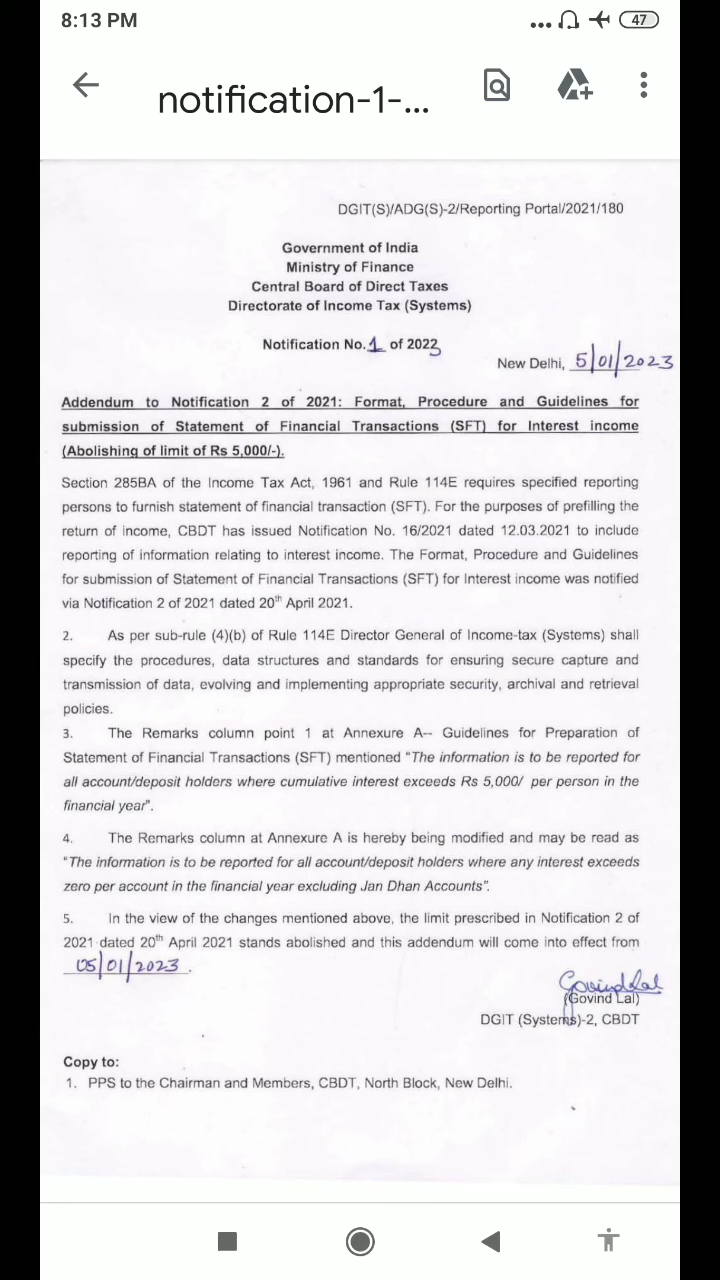 8:13 PM
47
notification-1-...
DGIT(S)/ADG(S)-2/Reporting Portal/2021/180
Government of India
Ministry of Finance
Central Board of Direct Taxes
Directorate of Income Tax (Systems)
Notification No. 1 of 2023
New Delhi, 5/01/2023
Addendum to Notification 2 of 2021: Format, Procedure and Guidelines for
submission of Statement of Financial Transactions (SFT) for Interest income
(Abolishing of limit of Rs 5,000/-).
Section 285BA of the Income Tax Act, 1961 and Rule 114E requires specified reporting
persons to furnish statement of financial transaction (SFT). For the purposes of prefilling the
return of income, CBDT has issued Notification No. 16/2021 dated 12.03.2021 to include
reporting of information relating to interest income. The Format, Procedure and Guidelines
for submission of Statement of Financial Transactions (SFT) for Interest income was notified
via Notification 2 of 2021 dated 20th April 2021.
2. As per sub-rule (4)(b) of Rule 114E Director General of Income-tax (Systems) shall
specify the procedures, data structures and standards for ensuring secure capture and
transmission of data, evolving and implementing appropriate security, archival and retrieval
policies.
3. The Remarks column point 1 at Annexure A-- Guidelines for Preparation of
Statement of Financial Transactions (SFT) mentioned "The information is to be reported for
all account/deposit holders where cumulative interest exceeds Rs 5,000/ per person in the
financial year".
4. The Remarks column at Annexure A is hereby being modified and may be read as
"The information is to be reported for all account/deposit holders where any interest exceeds
zero per account in the financial year excluding Jan Dhan Accounts".
5. In the view of the changes mentioned above, the limit prescribed in Notification 2 of
2021 dated 20th April 2021 stands abolished and this addendum will come into effect from
05/01/2023.
Govind Lal
(Govind Lal)
DGIT (Systems)-2, CBDT
Copy to:
1. PPS to the Chairman and Members, CBDT, North Block, New Delhi.